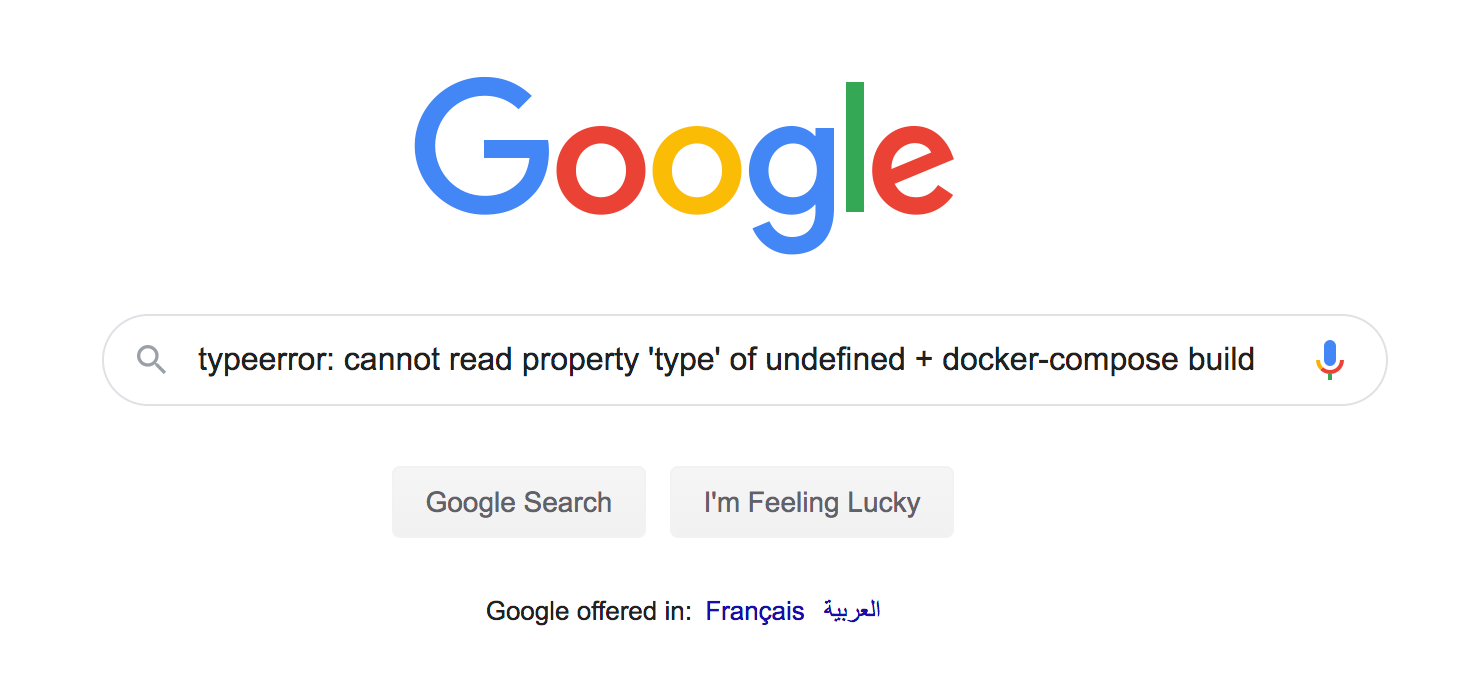 Google
typeerror: cannot read property 'type' of undefined + docker-compose build
Google Search I'm Feeling Lucky
Google offered in: Français العربية